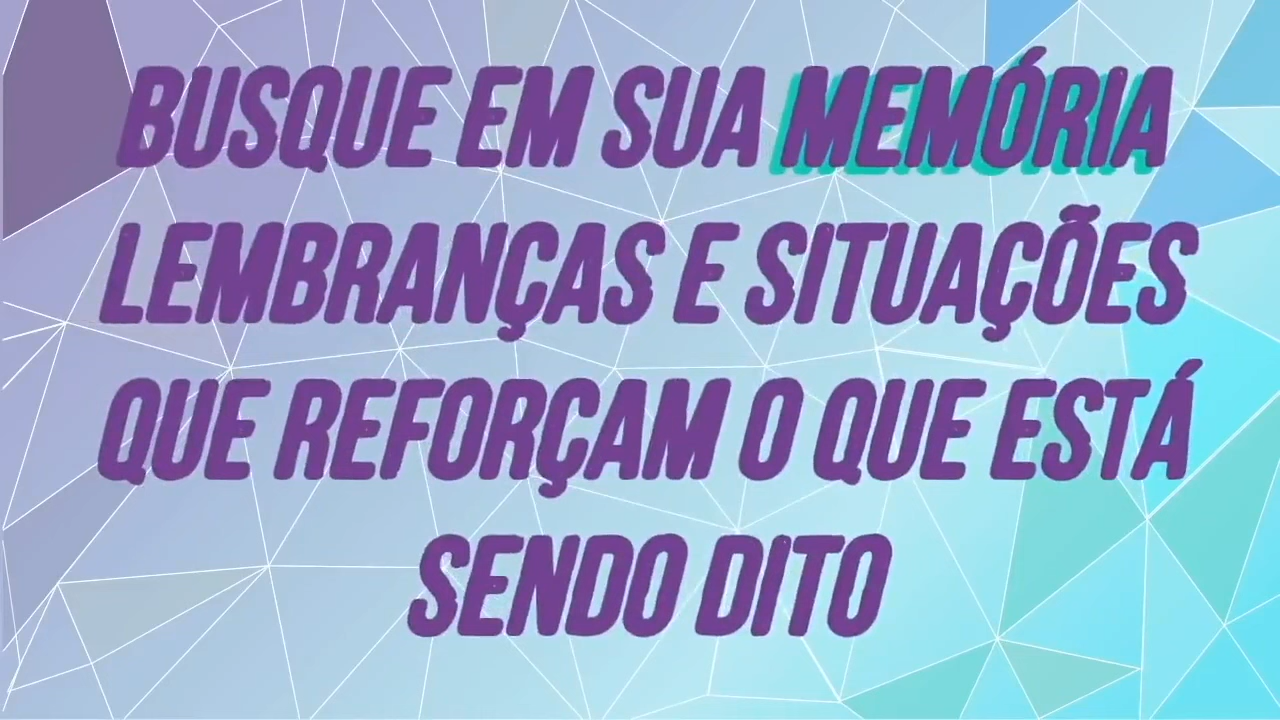 BUSQUE EM SUA MEMÓRIA
LEMBRANÇAS E SITUAÇÕES
QUE REFORÇAM O QUE ESTÁ
SENDO DITO